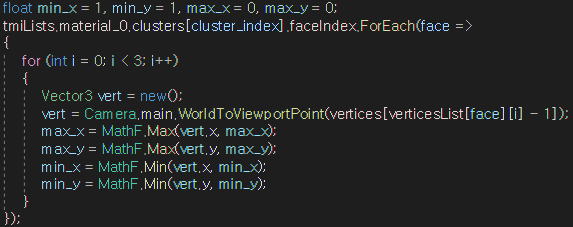 float min_x = 1, min_y = 1, max_x = 0, max_y = 0;
tmiLists.material_0.clusters[cluster_index].faceIndex.ForEach(face =>
{
for (int i = 0; i < 3; i++)
{
Vector3 vert = new();
vert = Camera.main.WorldToViewportPoint(vertices[verticesList[face][i] - 1]);
max_x = MathF.Max(vert.x, max_x);
max_y = MathF.Max(vert.y, max_y);
min_x = MathF.Min(vert.x, min_x);
min_y = MathF.Min(vert.y, min_y);
}
});